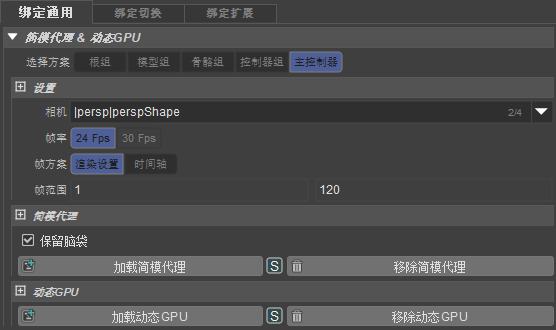 绑定通用 绑定切换 绑定扩展
简模代理 & 动态GPU
选择方案 根组 模型组 骨骼组 控制器组 主控制器
设置
相机 |persp|perspShape 2/4
帧率 24 Fps 30 Fps
帧方案 渲染设置 时间轴
帧范围 1 120
简模代理
保留脑袋
加载简模代理 S 移除简模代理
动态GPU
加载动态GPU S 移除动态GPU